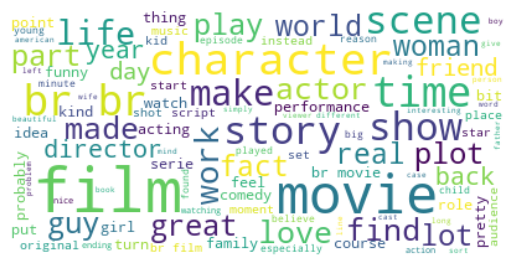 point young american music episode instead reason boy give
life play world scene
kid thing woman
part year character friend
left funny day making person
minute start make actor time bit
br br kind watch shot script performance interesting word
beautiful idea made acting simply viewer different big place father
wife story show star
director work serie fact set real plot
mind played problem
probably film feel movie back
book found comedy case child
nice watching moment believe like cast role pretty audience
guy girl great love find lot
put br movie long
original ending turn br film family especially course action sort